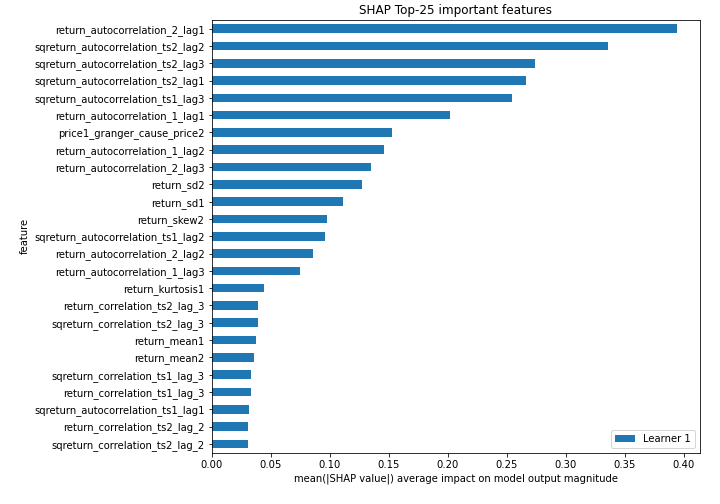 SHAP Top-25 important features
return_autocorrelation_2_lag1
sqreturn_autocorrelation_ts2_lag2
sqreturn_autocorrelation_ts2_lag3
sqreturn_autocorrelation_ts2_lag1
sqreturn_autocorrelation_ts1_lag3
return_autocorrelation_1_lag1
price1_granger_cause_price2
return_autocorrelation_1_lag2
return_autocorrelation_2_lag3
return_sd2
return_sd1
return_skew2
sqreturn_autocorrelation_ts1_lag2
return_autocorrelation_2_lag2
return_autocorrelation_1_lag3
return_kurtosis1
return_correlation_ts2_lag_3
sqreturn_correlation_ts2_lag_3
return_mean1
return_mean2
sqreturn_correlation_ts1_lag_3
return_correlation_ts1_lag_3
sqreturn_autocorrelation_ts1_lag1
return_correlation_ts2_lag_2
sqreturn_correlation_ts2_lag_2
feature
Learner 1
0.00 0.05 0.10 0.15 0.20 0.25 0.30 0.35 0.40
mean(|SHAP value|) average impact on model output magnitude